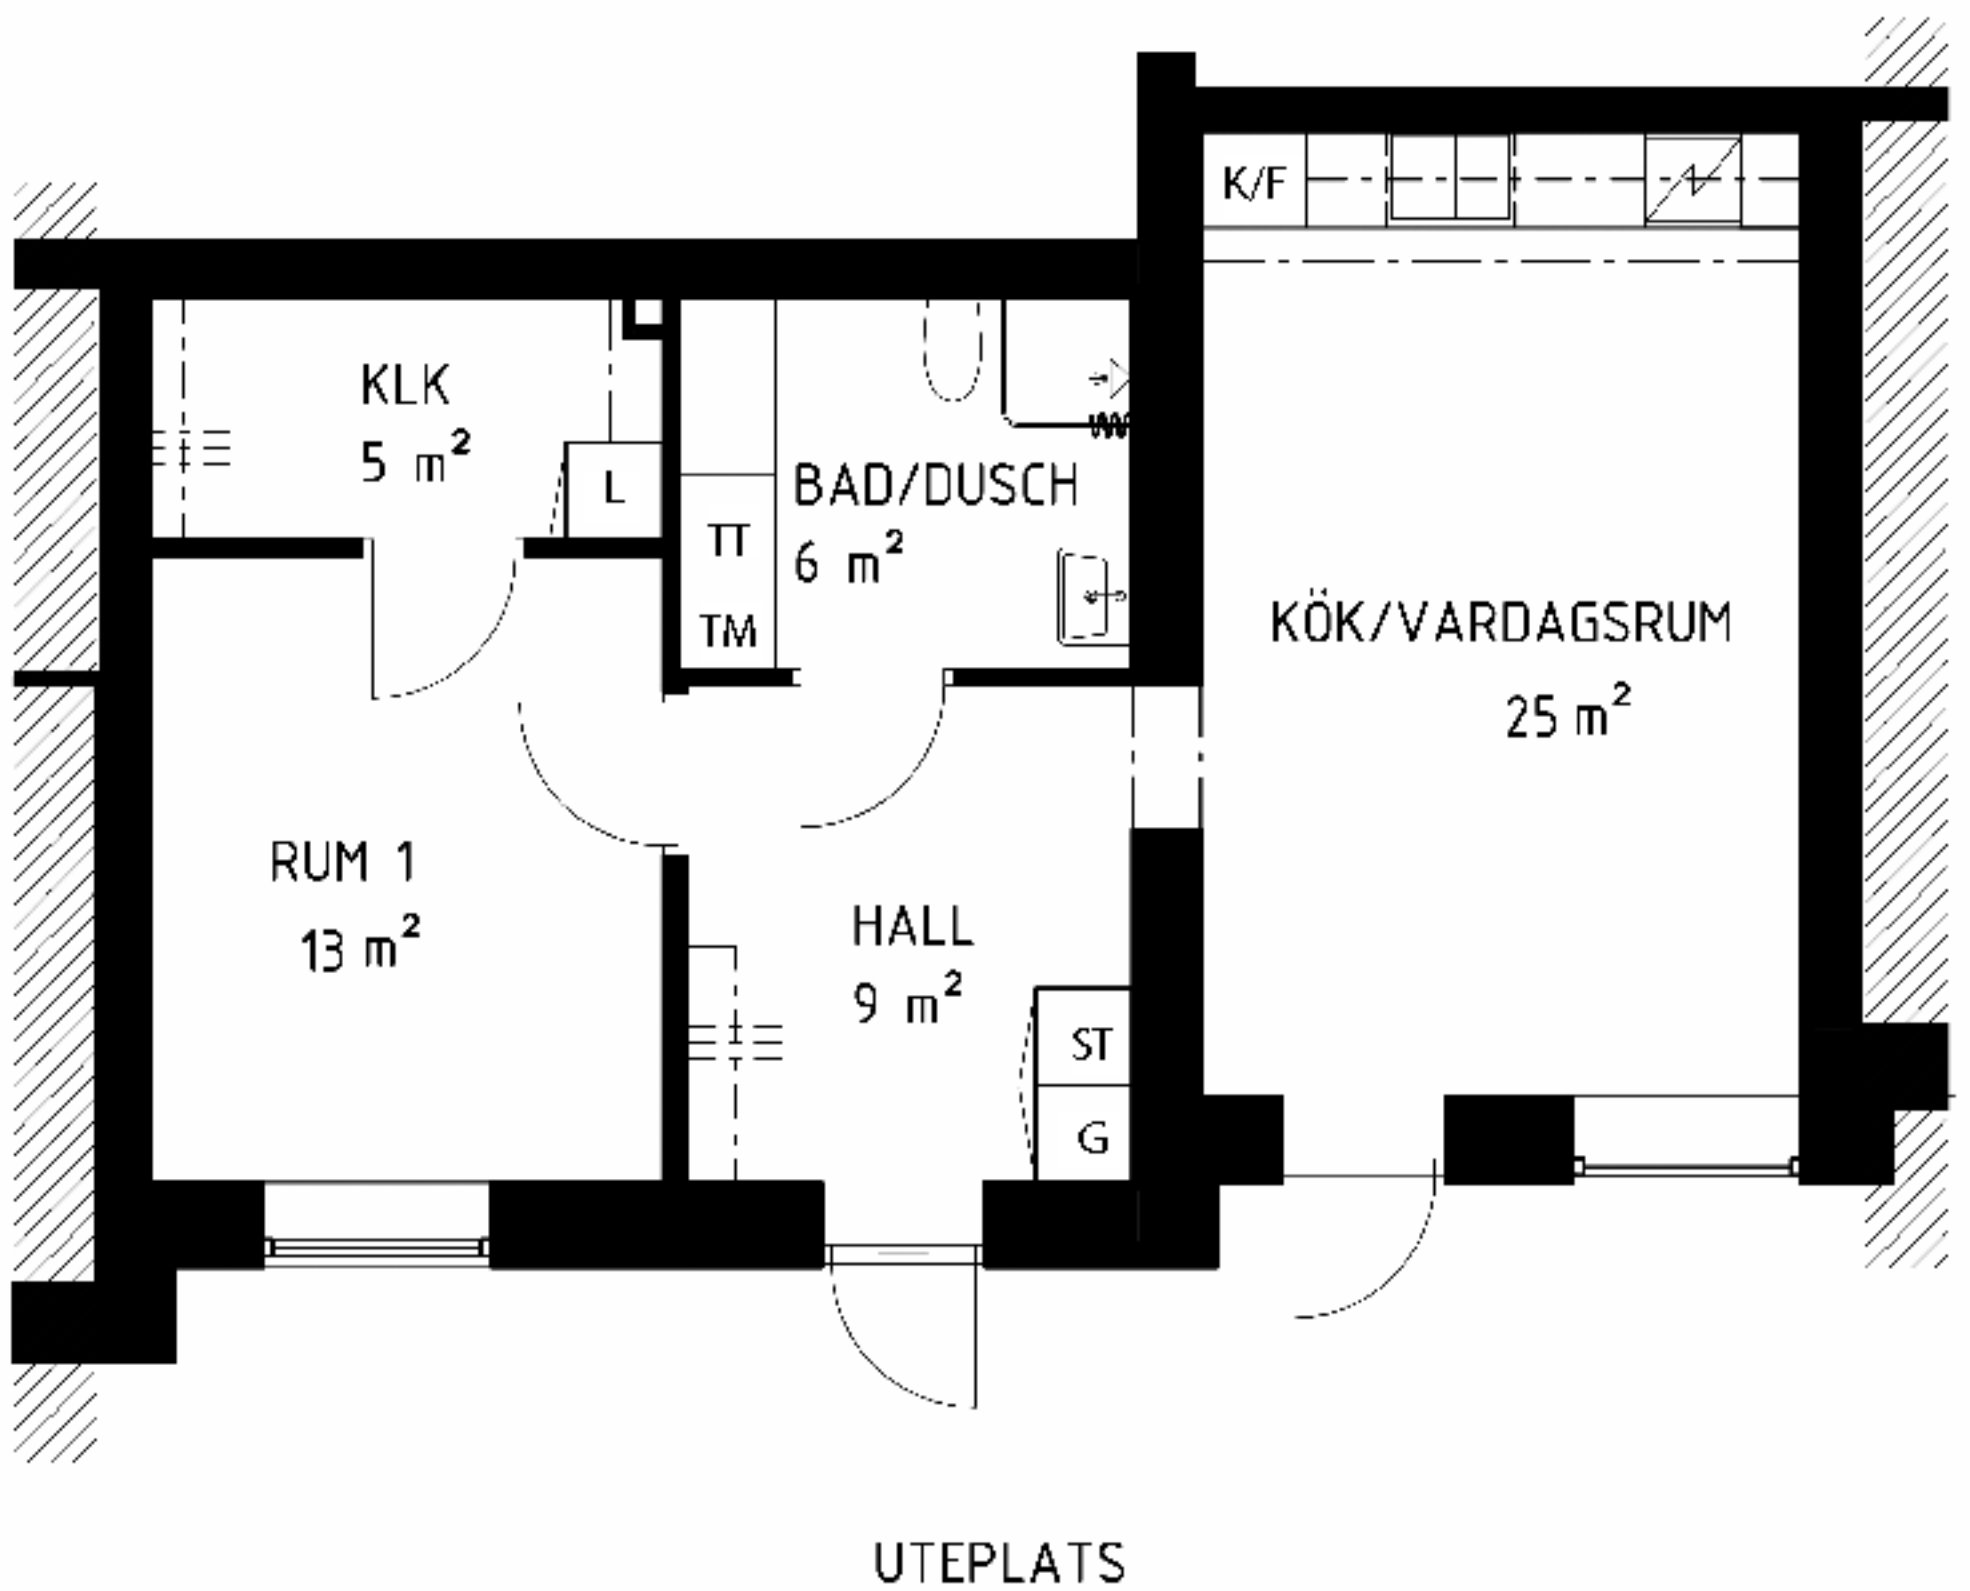 K/F
KLK
5 m²
L
BAD/DUSCH
6 m²
TT
TM
KÖK/VARDAGSRUM
25 m²
RUM 1
13 m²
HALL
9 m²
ST
G
UTEPLATS